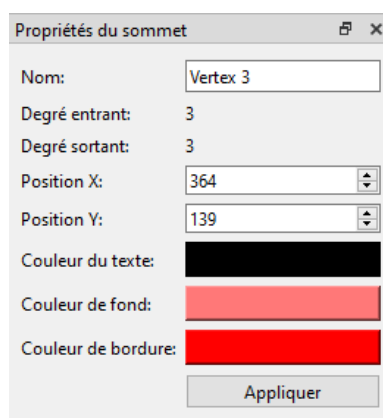 Propriétés du sommet
Nom: Vertex 3
Degré entrant: 3
Degré sortant: 3
Position X: 364
Position Y: 139
Couleur du texte:
Couleur de fond:
Couleur de bordure:
Appliquer